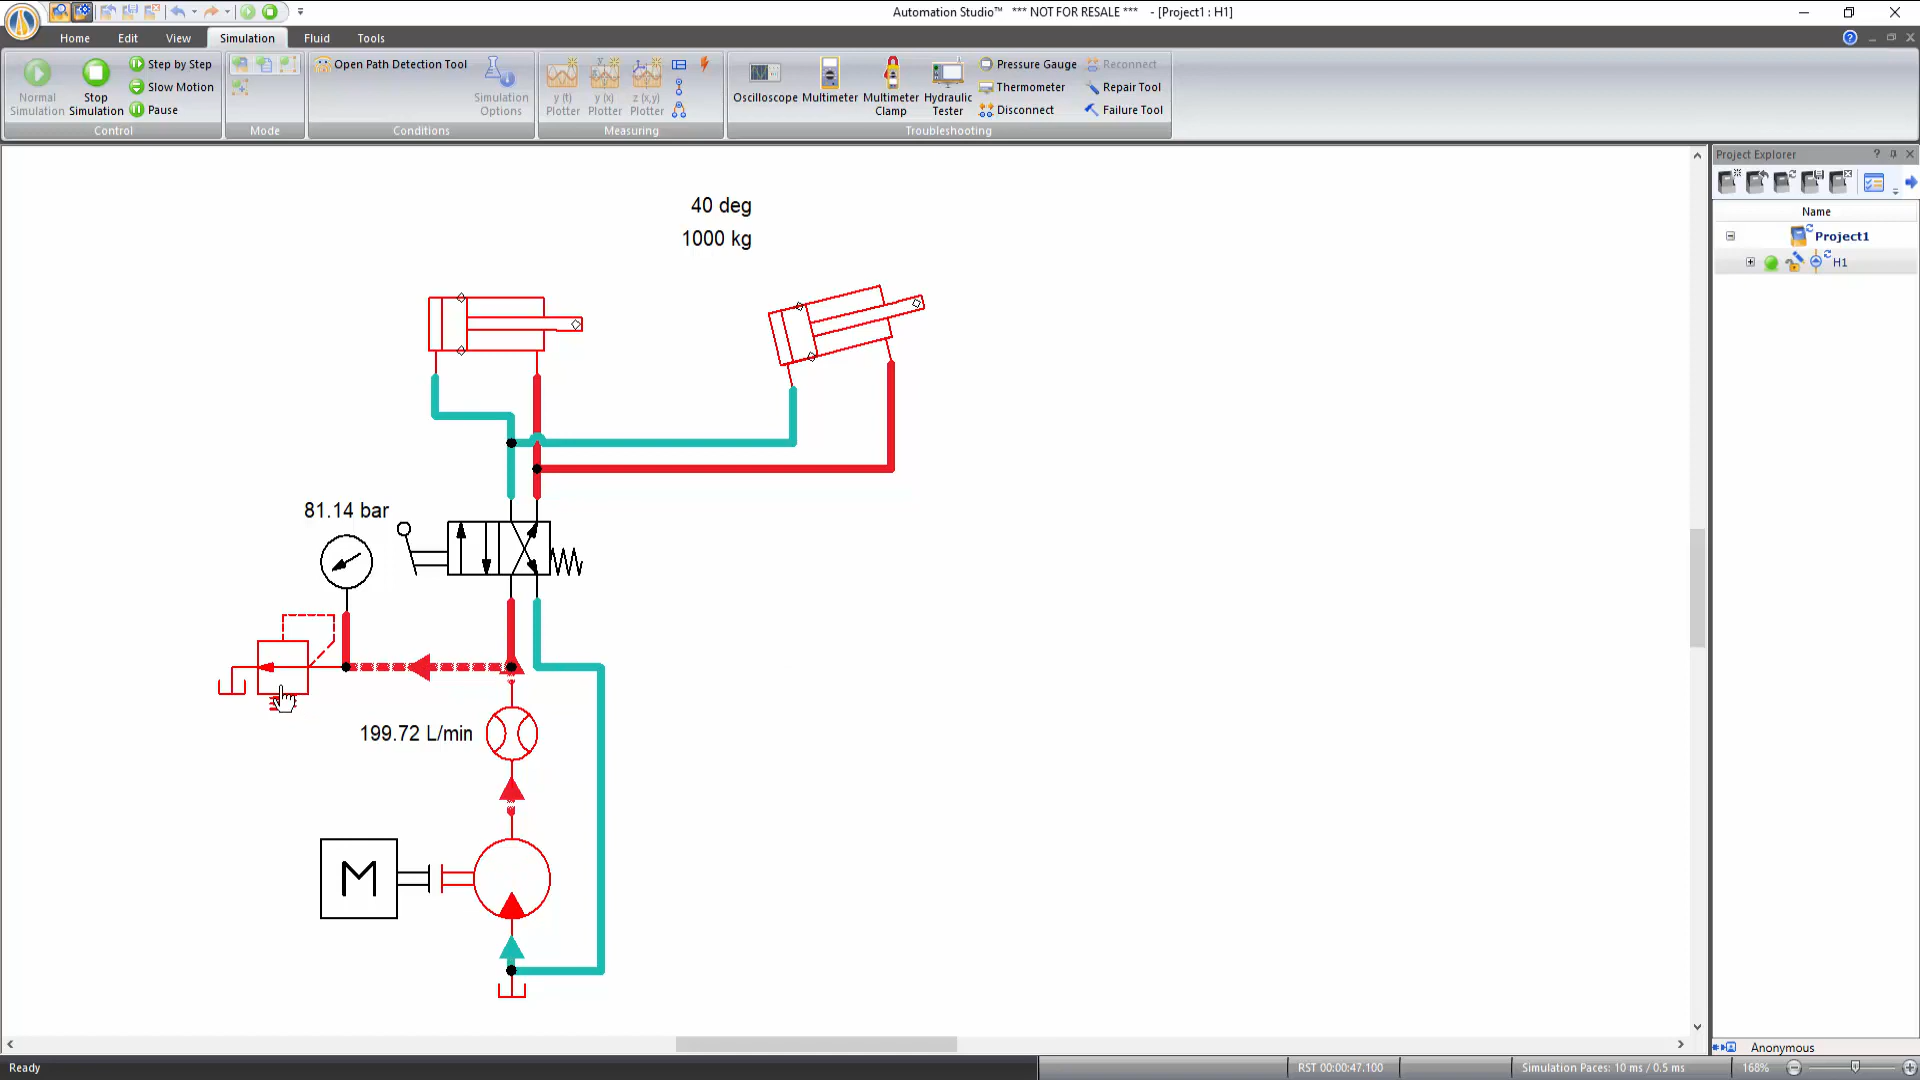 Automation Studio™ *** NOT FOR RESALE *** - [Project1 : H1]
Home Edit View Simulation Fluid Tools
Normal Simulation
Stop Simulation
Step by Step
Slow Motion
Pause
Control
Mode
Open Path Detection Tool
Simulation Options
Conditions
y (t) Plotter
y (x) Plotter
z (x,y) Plotter
Measuring
Oscilloscope
Multimeter
Multimeter Clamp
Hydraulic Tester
Pressure Gauge
Thermometer
Disconnect
Reconnect
Repair Tool
Failure Tool
Troubleshooting
Project Explorer
Name
Project1
H1
40 deg
1000 kg
81.14 bar
199.72 L/min
M
Anonymous
Ready
RST 00:00:47.100
Simulation Paces: 10 ms / 0.5 ms
168%